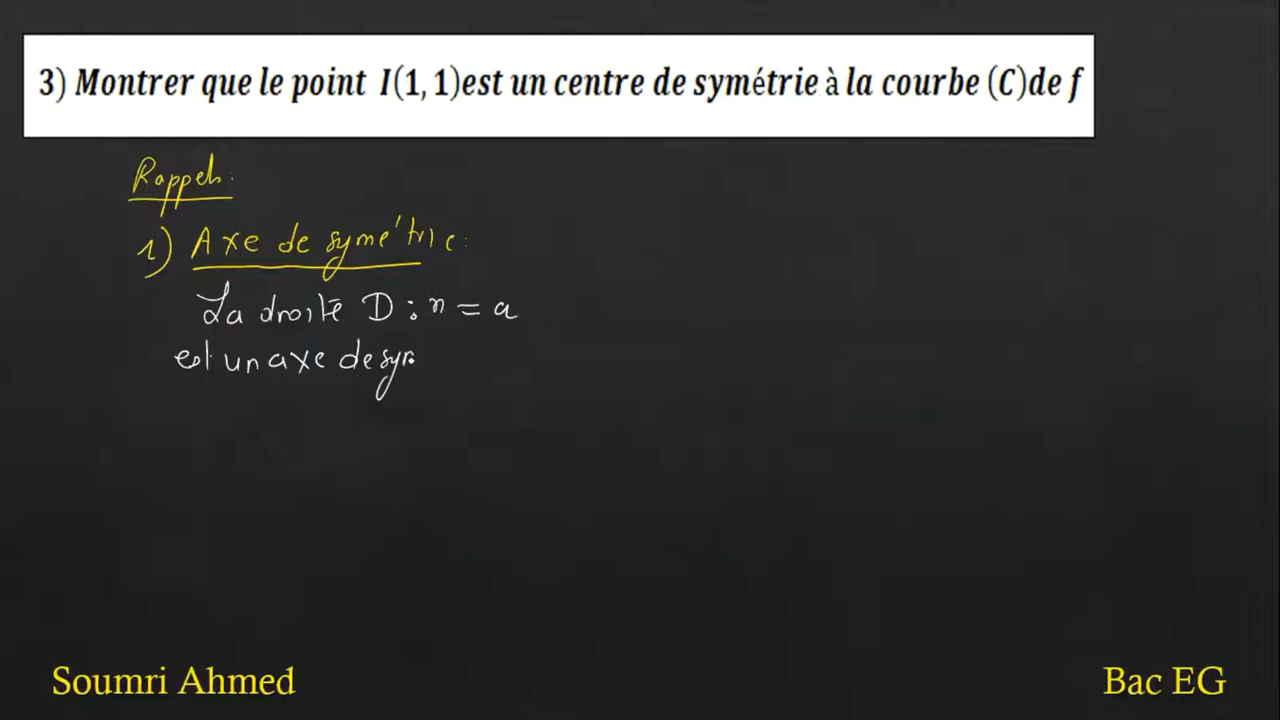 3) Montrer que le point I(1, 1)est un centre de symétrie à la courbe (C)de f
Rappels:
1) Axe de symétrie:
La droite D : x = a
est un axe de sym
Soumri Ahmed
Bac EG